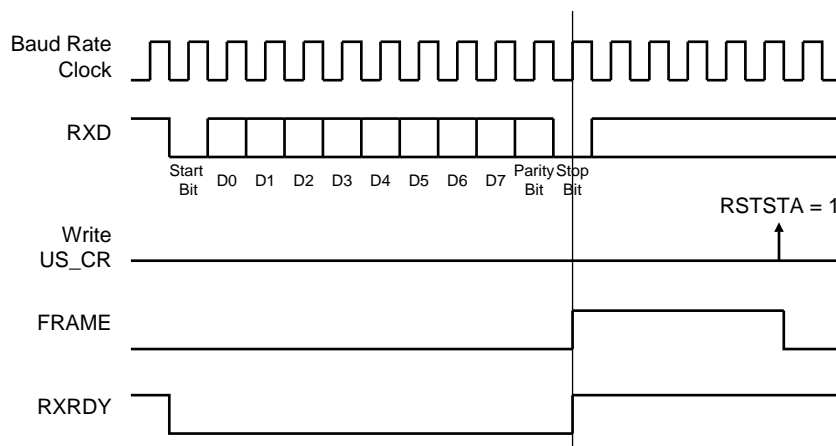 Baud Rate
Clock
RXD
Start
Bit
D0 D1 D2 D3 D4 D5 D6 D7
Parity
Bit
Stop
Bit
RSTSTA = 1
Write
US_CR
FRAME
RXRDY